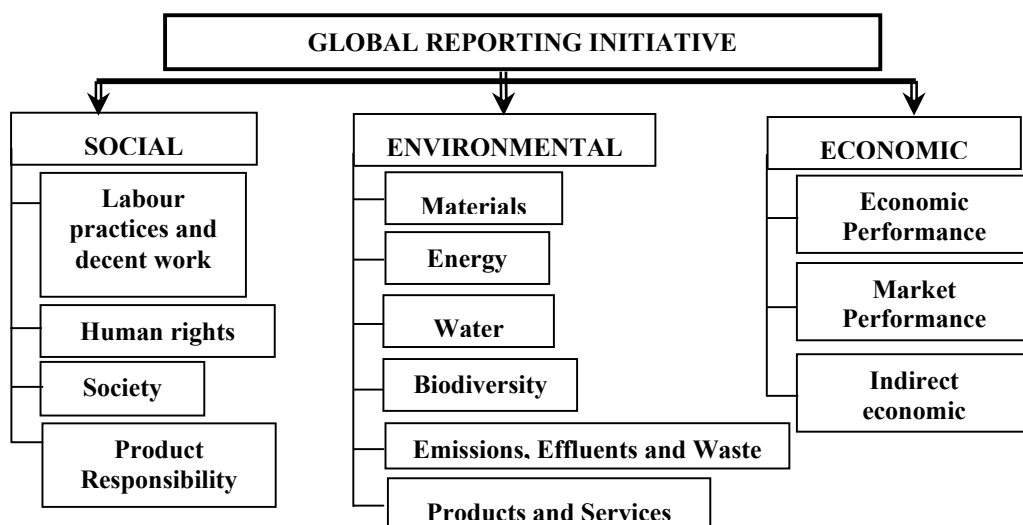 GLOBAL REPORTING INITIATIVE
SOCIAL
Labour
practices and
decent work
Human rights
Society
Product
Responsibility
ENVIRONMENTAL
Materials
Energy
Water
Biodiversity
Emissions, Effluents and Waste
Products and Services
ECONOMIC
Economic
Performance
Market
Performance
Indirect
economic